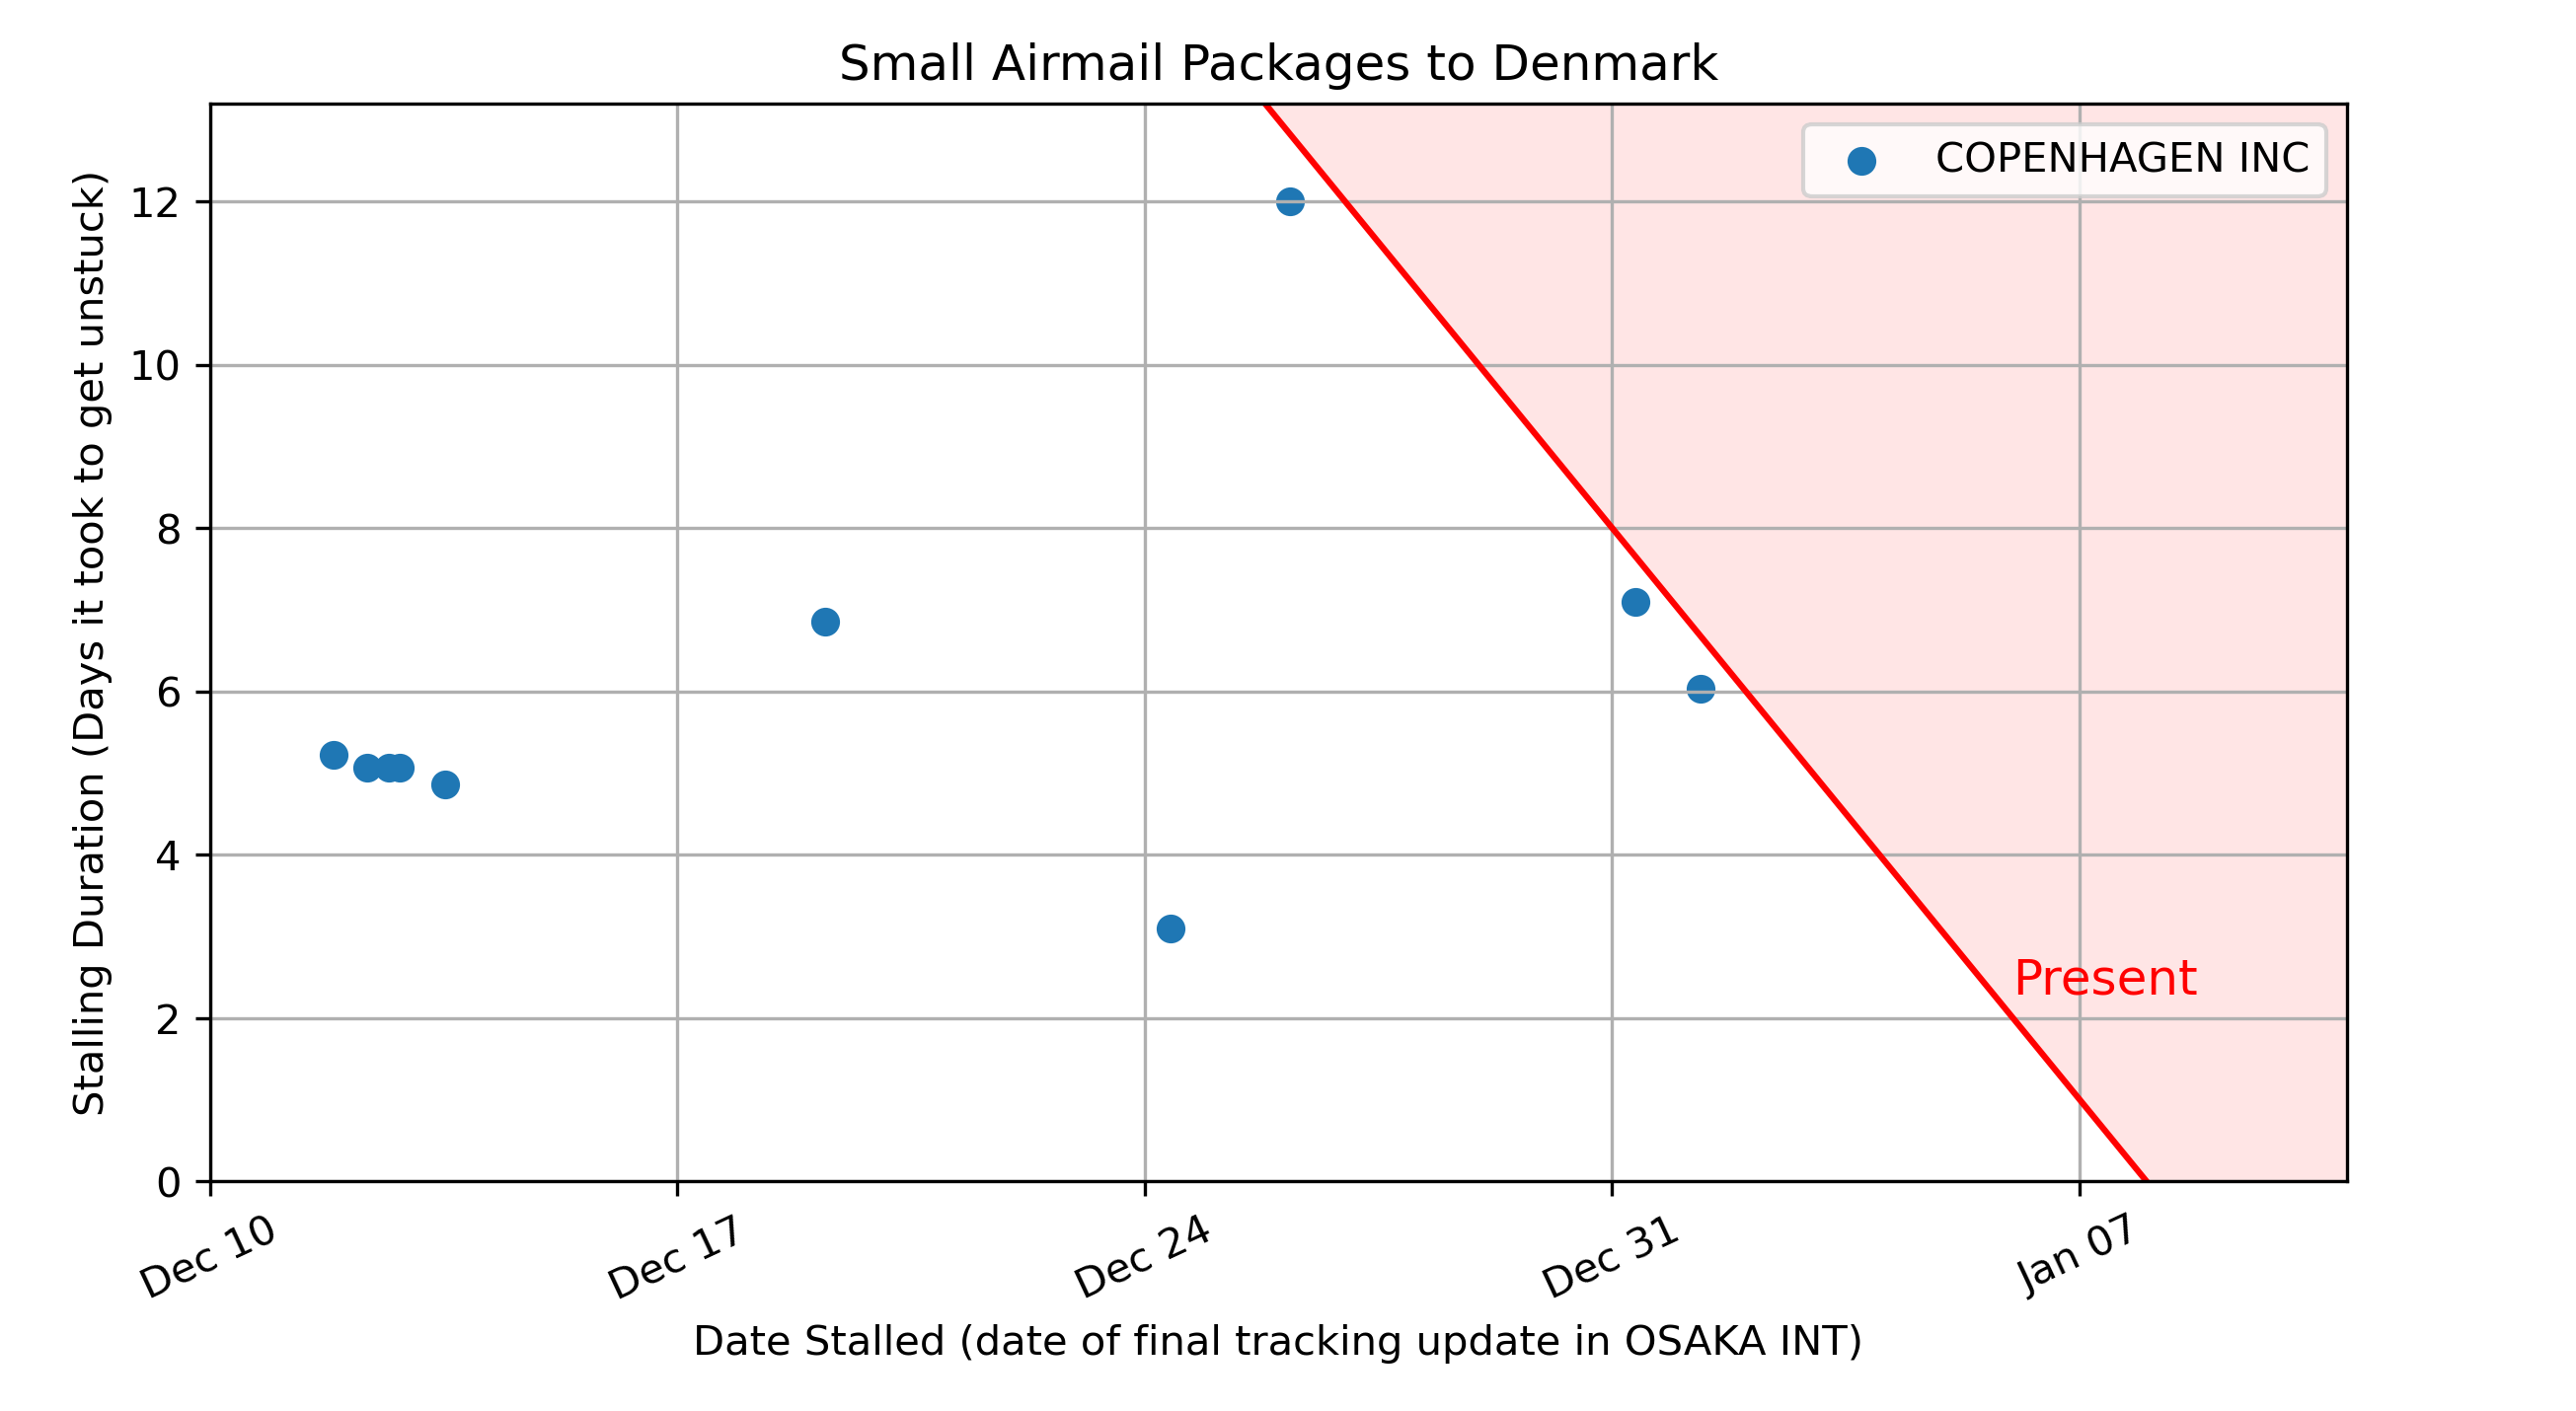 Small Airmail Packages to Denmark
COPENHAGEN INC
Stalling Duration (Days it took to get unstuck)
12
10
8
6
4
2
0
Present
Dec 10
Dec 17
Dec 24
Dec 31
Jan 07
Date Stalled (date of final tracking update in OSAKA INT)